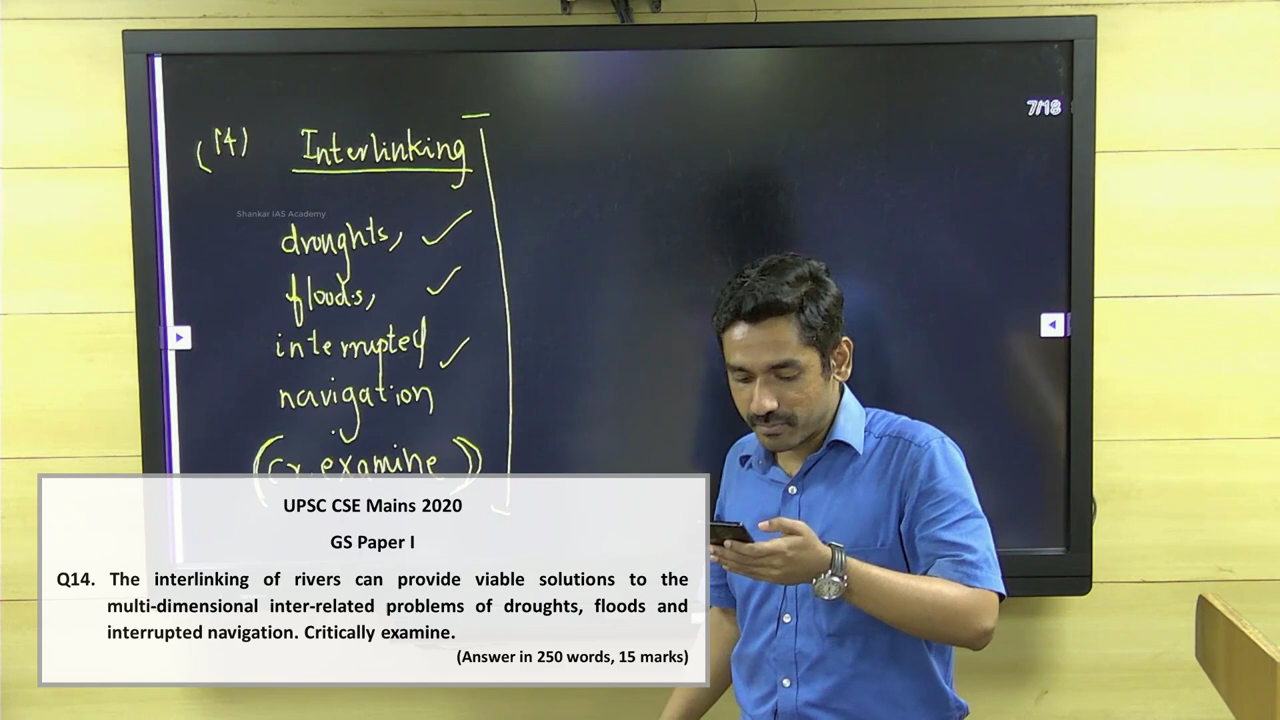 7/18
(14) Interlinking
Shankar IAS Academy
droughts,
floods,
interrupted
navigation
(cr. examine)
UPSC CSE Mains 2020
GS Paper I
Q14. The interlinking of rivers can provide viable solutions to the
multi-dimensional inter-related problems of droughts, floods and
interrupted navigation. Critically examine.
(Answer in 250 words, 15 marks)